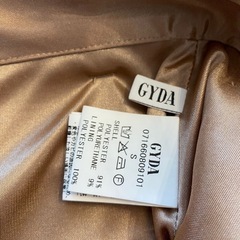 GYDA
GYDA
071660809101
S
SHELL
POLYESTER 91%
POLYURETHANE 9%
LINING
POLYESTER 100%